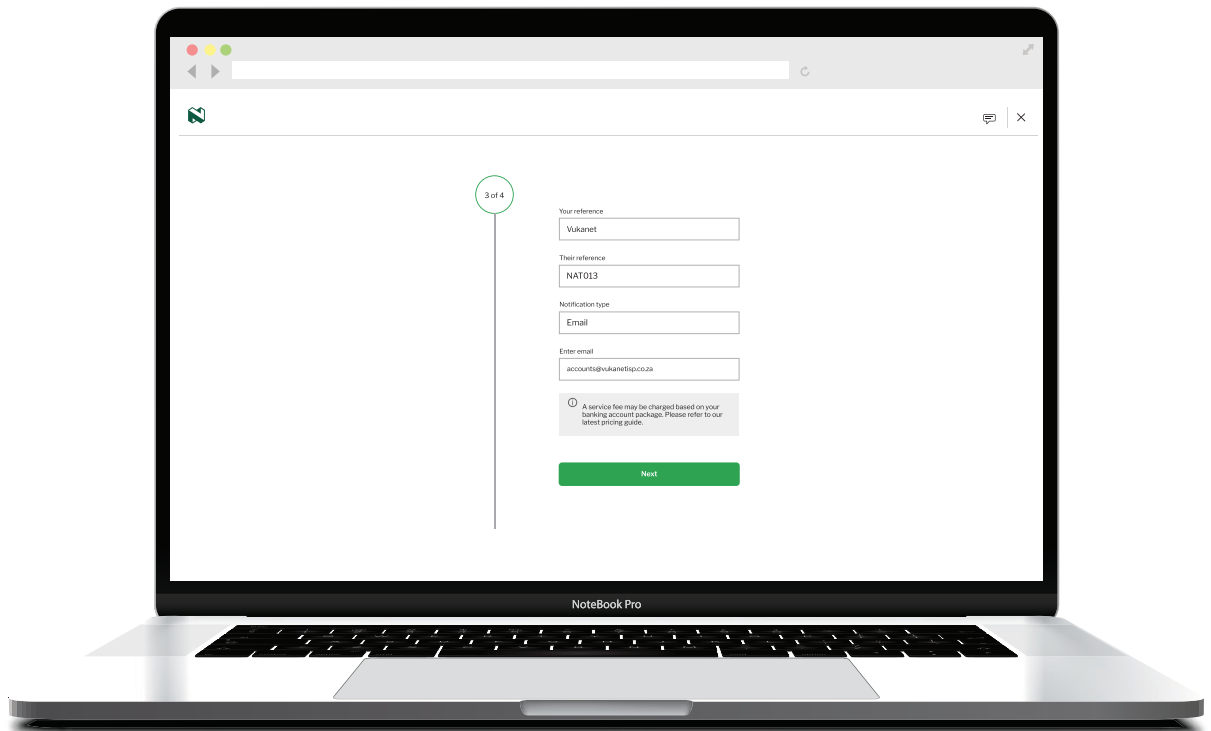 3 of 4
Your reference
Vukanet
Their reference
NAT013
Notification type
Email
Enter email
accounts@vukanetisp.co.za
A service fee may be charged based on your
banking account package. Please refer to our
latest pricing guide.
Next
NoteBook Pro